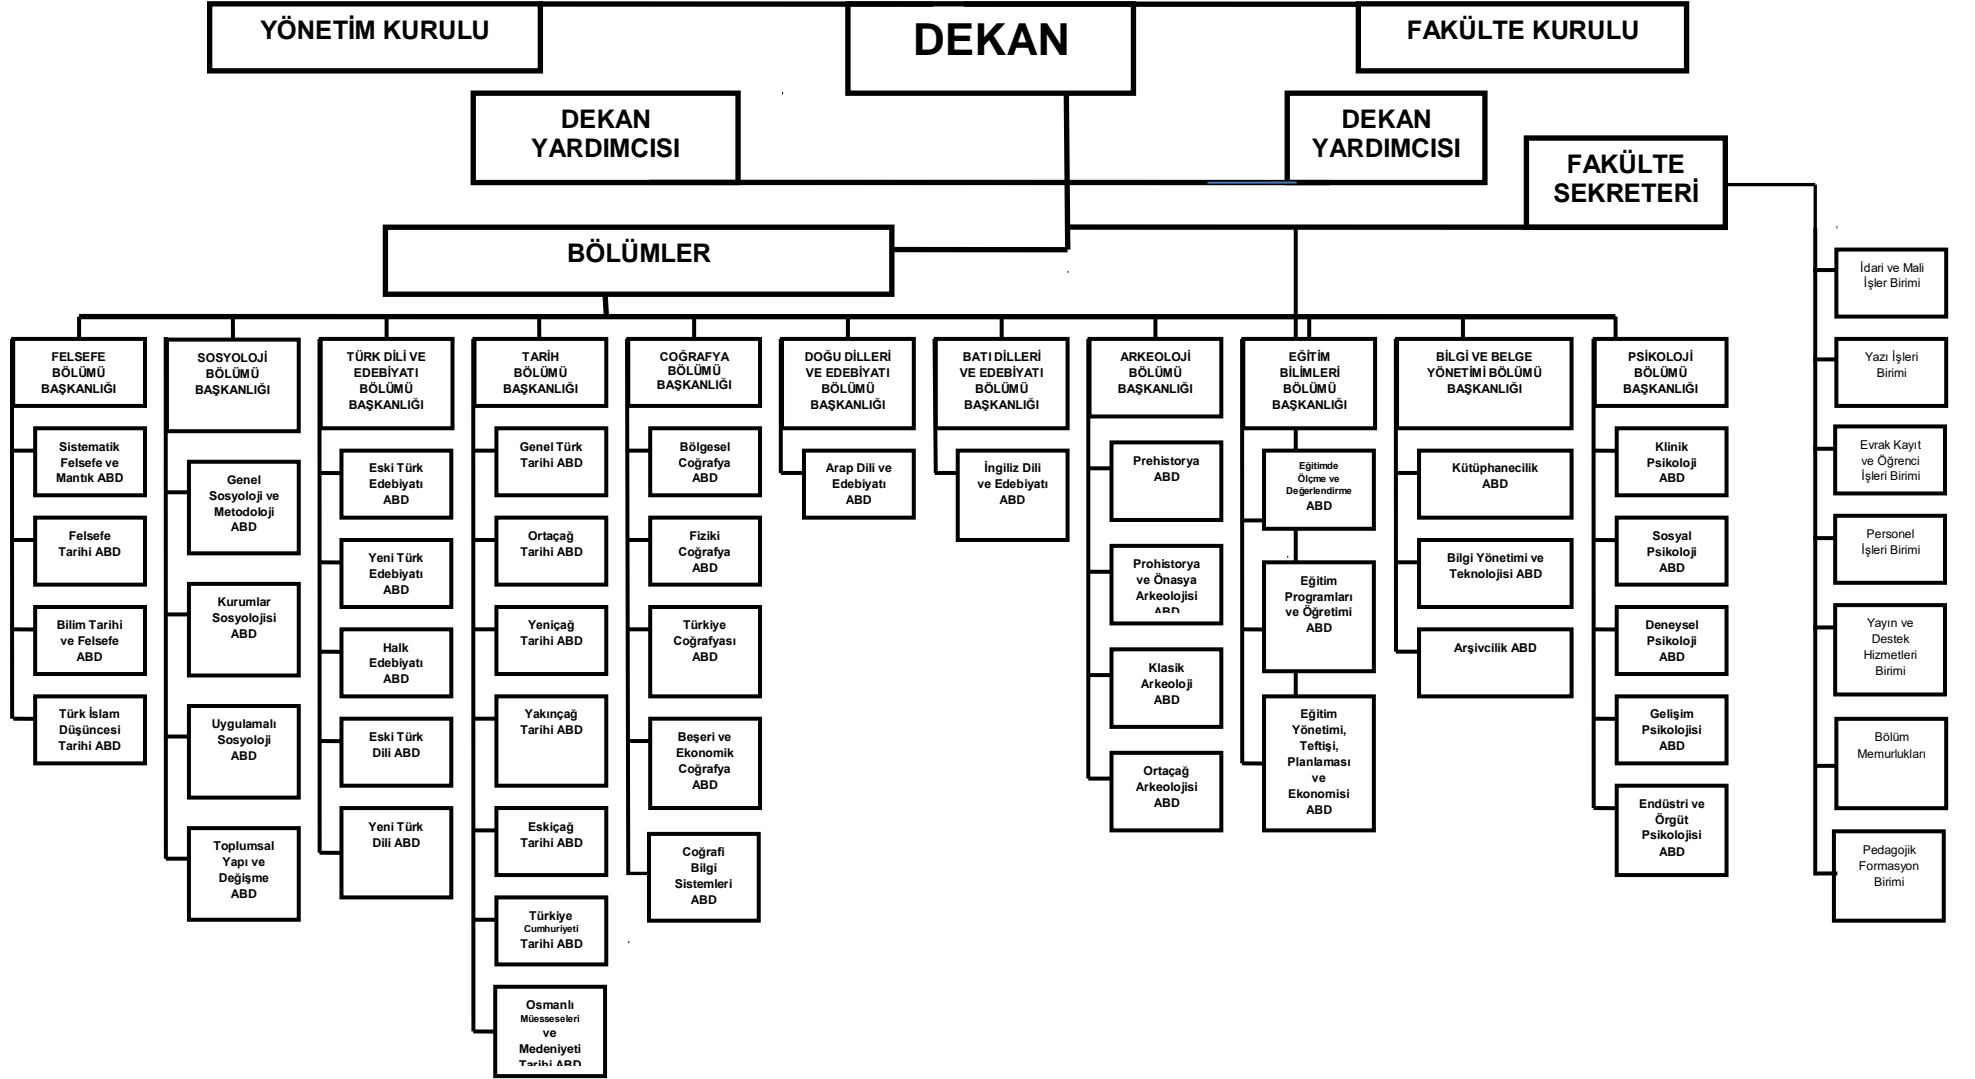 YÖNETİM KURULU
DEKAN
FAKÜLTE KURULU
DEKAN
YARDIMCISI
DEKAN
YARDIMCISI
FAKÜLTE
SEKRETERİ
BÖLÜMLER
FELSEFE
BÖLÜMÜ
BAŞKANLIĞI
Sistematik
Felsefe ve
Mantık ABD
Felsefe
Tarihi ABD
Bilim Tarihi
ve Felsefe
ABD
Türk İslam
Düşüncesi
Tarihi ABD
SOSYOLOJİ
BÖLÜMÜ
BAŞKANLIĞI
Genel
Sosyoloji ve
Metodoloji
ABD
Kurumlar
Sosyolojisi
ABD
Uygulamalı
Sosyoloji
ABD
Toplumsal
Yapı ve
Değişme
ABD
TÜRK DİLİ VE
EDEBİYATI
BÖLÜMÜ
BAŞKANLIĞI
Eski Türk
Edebiyatı
ABD
Yeni Türk
Edebiyatı
ABD
Halk
Edebiyatı
ABD
Eski Türk
Dili ABD
Yeni Türk
Dili ABD
TARİH
BÖLÜMÜ
BAŞKANLIĞI
Genel Türk
Tarihi ABD
Ortaçağ
Tarihi ABD
Yeniçağ
Tarihi ABD
Yakınçağ
Tarihi ABD
Eskiçağ
Tarihi ABD
Türkiye
Cumhuriyeti
Tarihi ABD
Osmanlı
Müesseseleri
ve
Medeniyeti
Tarihi ABD
COĞRAFYA
BÖLÜMÜ
BAŞKANLIĞI
Bölgesel
Coğrafya
ABD
Fiziki
Coğrafya
ABD
Türkiye
Coğrafyası
ABD
Beşeri ve
Ekonomik
Coğrafya
ABD
Coğrafi
Bilgi
Sistemleri
ABD
DOĞU DİLLERİ
VE EDEBİYATI
BÖLÜMÜ
BAŞKANLIĞI
Arap Dili ve
Edebiyatı
ABD
BATI DİLLERİ
VE EDEBİYATI
BÖLÜMÜ
BAŞKANLIĞI
İngiliz Dili
ve Edebiyatı
ABD
ARKEOLOJİ
BÖLÜMÜ
BAŞKANLIĞI
Prehistorya
ABD
Prohistorya
ve Önasya
Arkeolojisi
ABD
Klasik
Arkeoloji
ABD
Ortaçağ
Arkeolojisi
ABD
EĞİTİM
BİLİMLERİ
BÖLÜMÜ
BAŞKANLIĞI
Eğitimde
Ölçme ve
Değerlendirme
ABD
Eğitim
Programları
ve Öğretimi
ABD
Eğitim
Yönetimi,
Teftişi,
Planlaması
ve
Ekonomisi
ABD
BİLGİ VE BELGE
YÖNETİMİ BÖLÜMÜ
BAŞKANLIĞI
Kütüphanecilik
ABD
Bilgi Yönetimi ve
Teknolojisi ABD
Arşivcilik ABD
PSİKOLOJİ
BÖLÜMÜ
BAŞKANLIĞI
Klinik
Psikoloji
ABD
Sosyal
Psikoloji
ABD
Deneysel
Psikoloji
ABD
Gelişim
Psikolojisi
ABD
Endüstri ve
Örgüt
Psikolojisi
ABD
İdari ve Mali
İşler Birimi
Yazı İşleri
Birimi
Evrak Kayıt
ve Öğrenci
İşleri Birimi
Personel
İşleri Birimi
Yayın ve
Destek
Hizmetleri
Birimi
Bölüm
Memurlukları
Pedagojik
Formasyon
Birimi